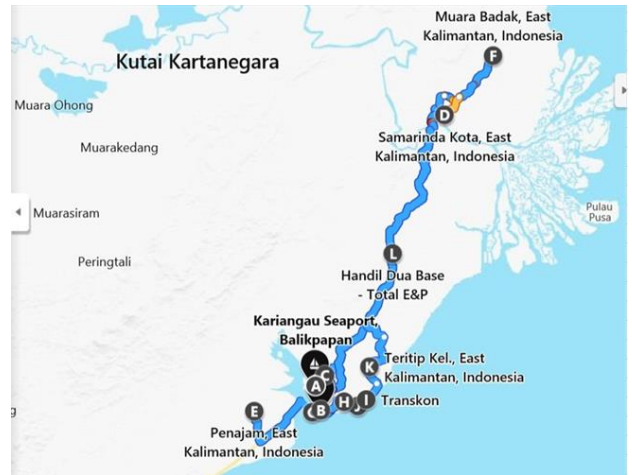 Muara Badak, East
Kalimantan, Indonesia
F
Kutai Kartanegara
Muara Ohong
D
Samarinda Kota, East
Kalimantan, Indonesia
Muarakedang
Muarasiram
Pulau
Pusa
Peringtali
L
Handil Dua Base
- Total E&P
Kariangau Seaport,
Balikpapan
C
A
K
Teritip Kel., East
Kalimantan, Indonesia
E
B
H
I
Transkon
Penajam, East
Kalimantan, Indonesia